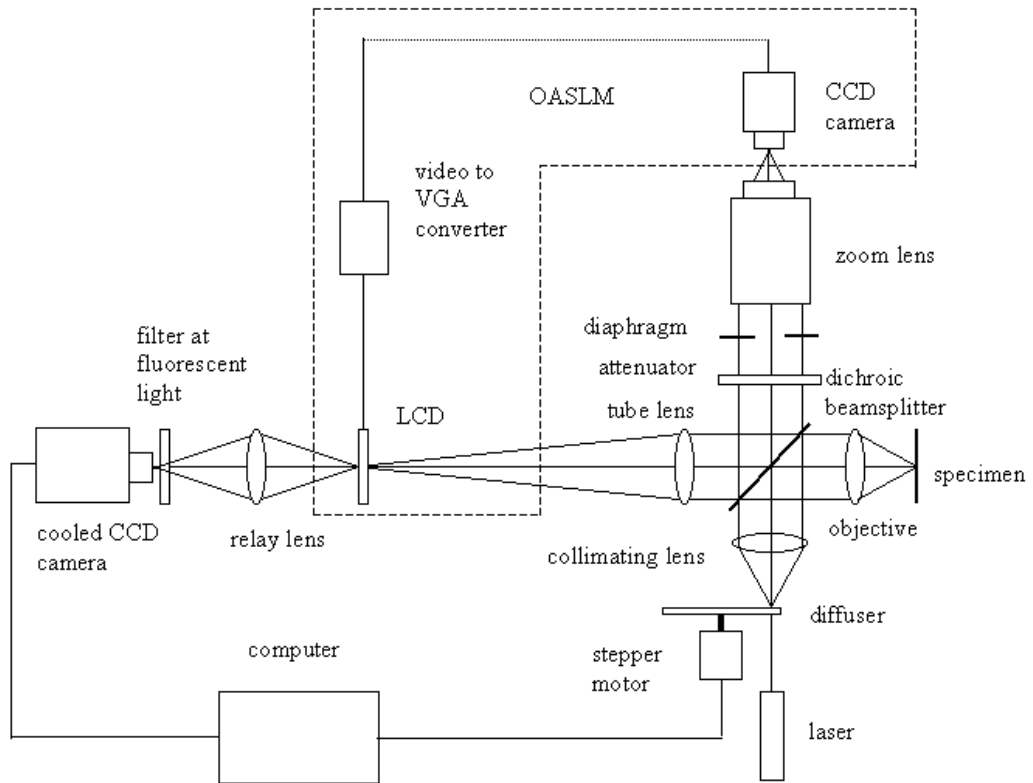 OASLM
CCD
camera
video to
VGA
converter
zoom lens
diaphragm
attenuator
dichroic
beamsplitter
filter at
fluorescent
light
LCD
tube lens
specimen
cooled CCD
camera
relay lens
objective
collimating lens
diffuser
computer
stepper
motor
laser